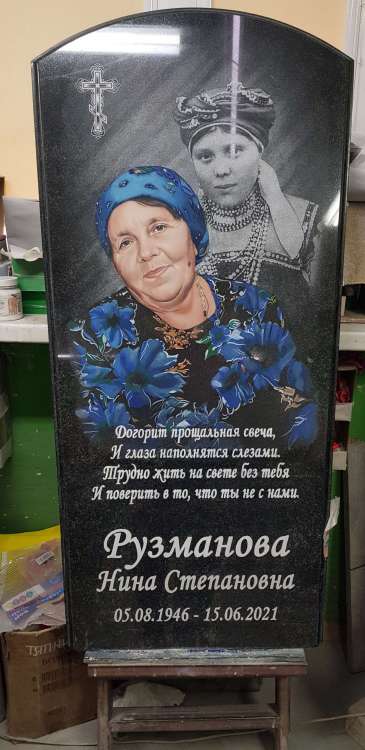 Догорит прощальная свеча,
И глаза наполнятся слезами.
Трудно жить на свете без тебя
И поверить в то, что ты не с нами.
Рузманова
Нина Степановна
05.08.1946 - 15.06.2021